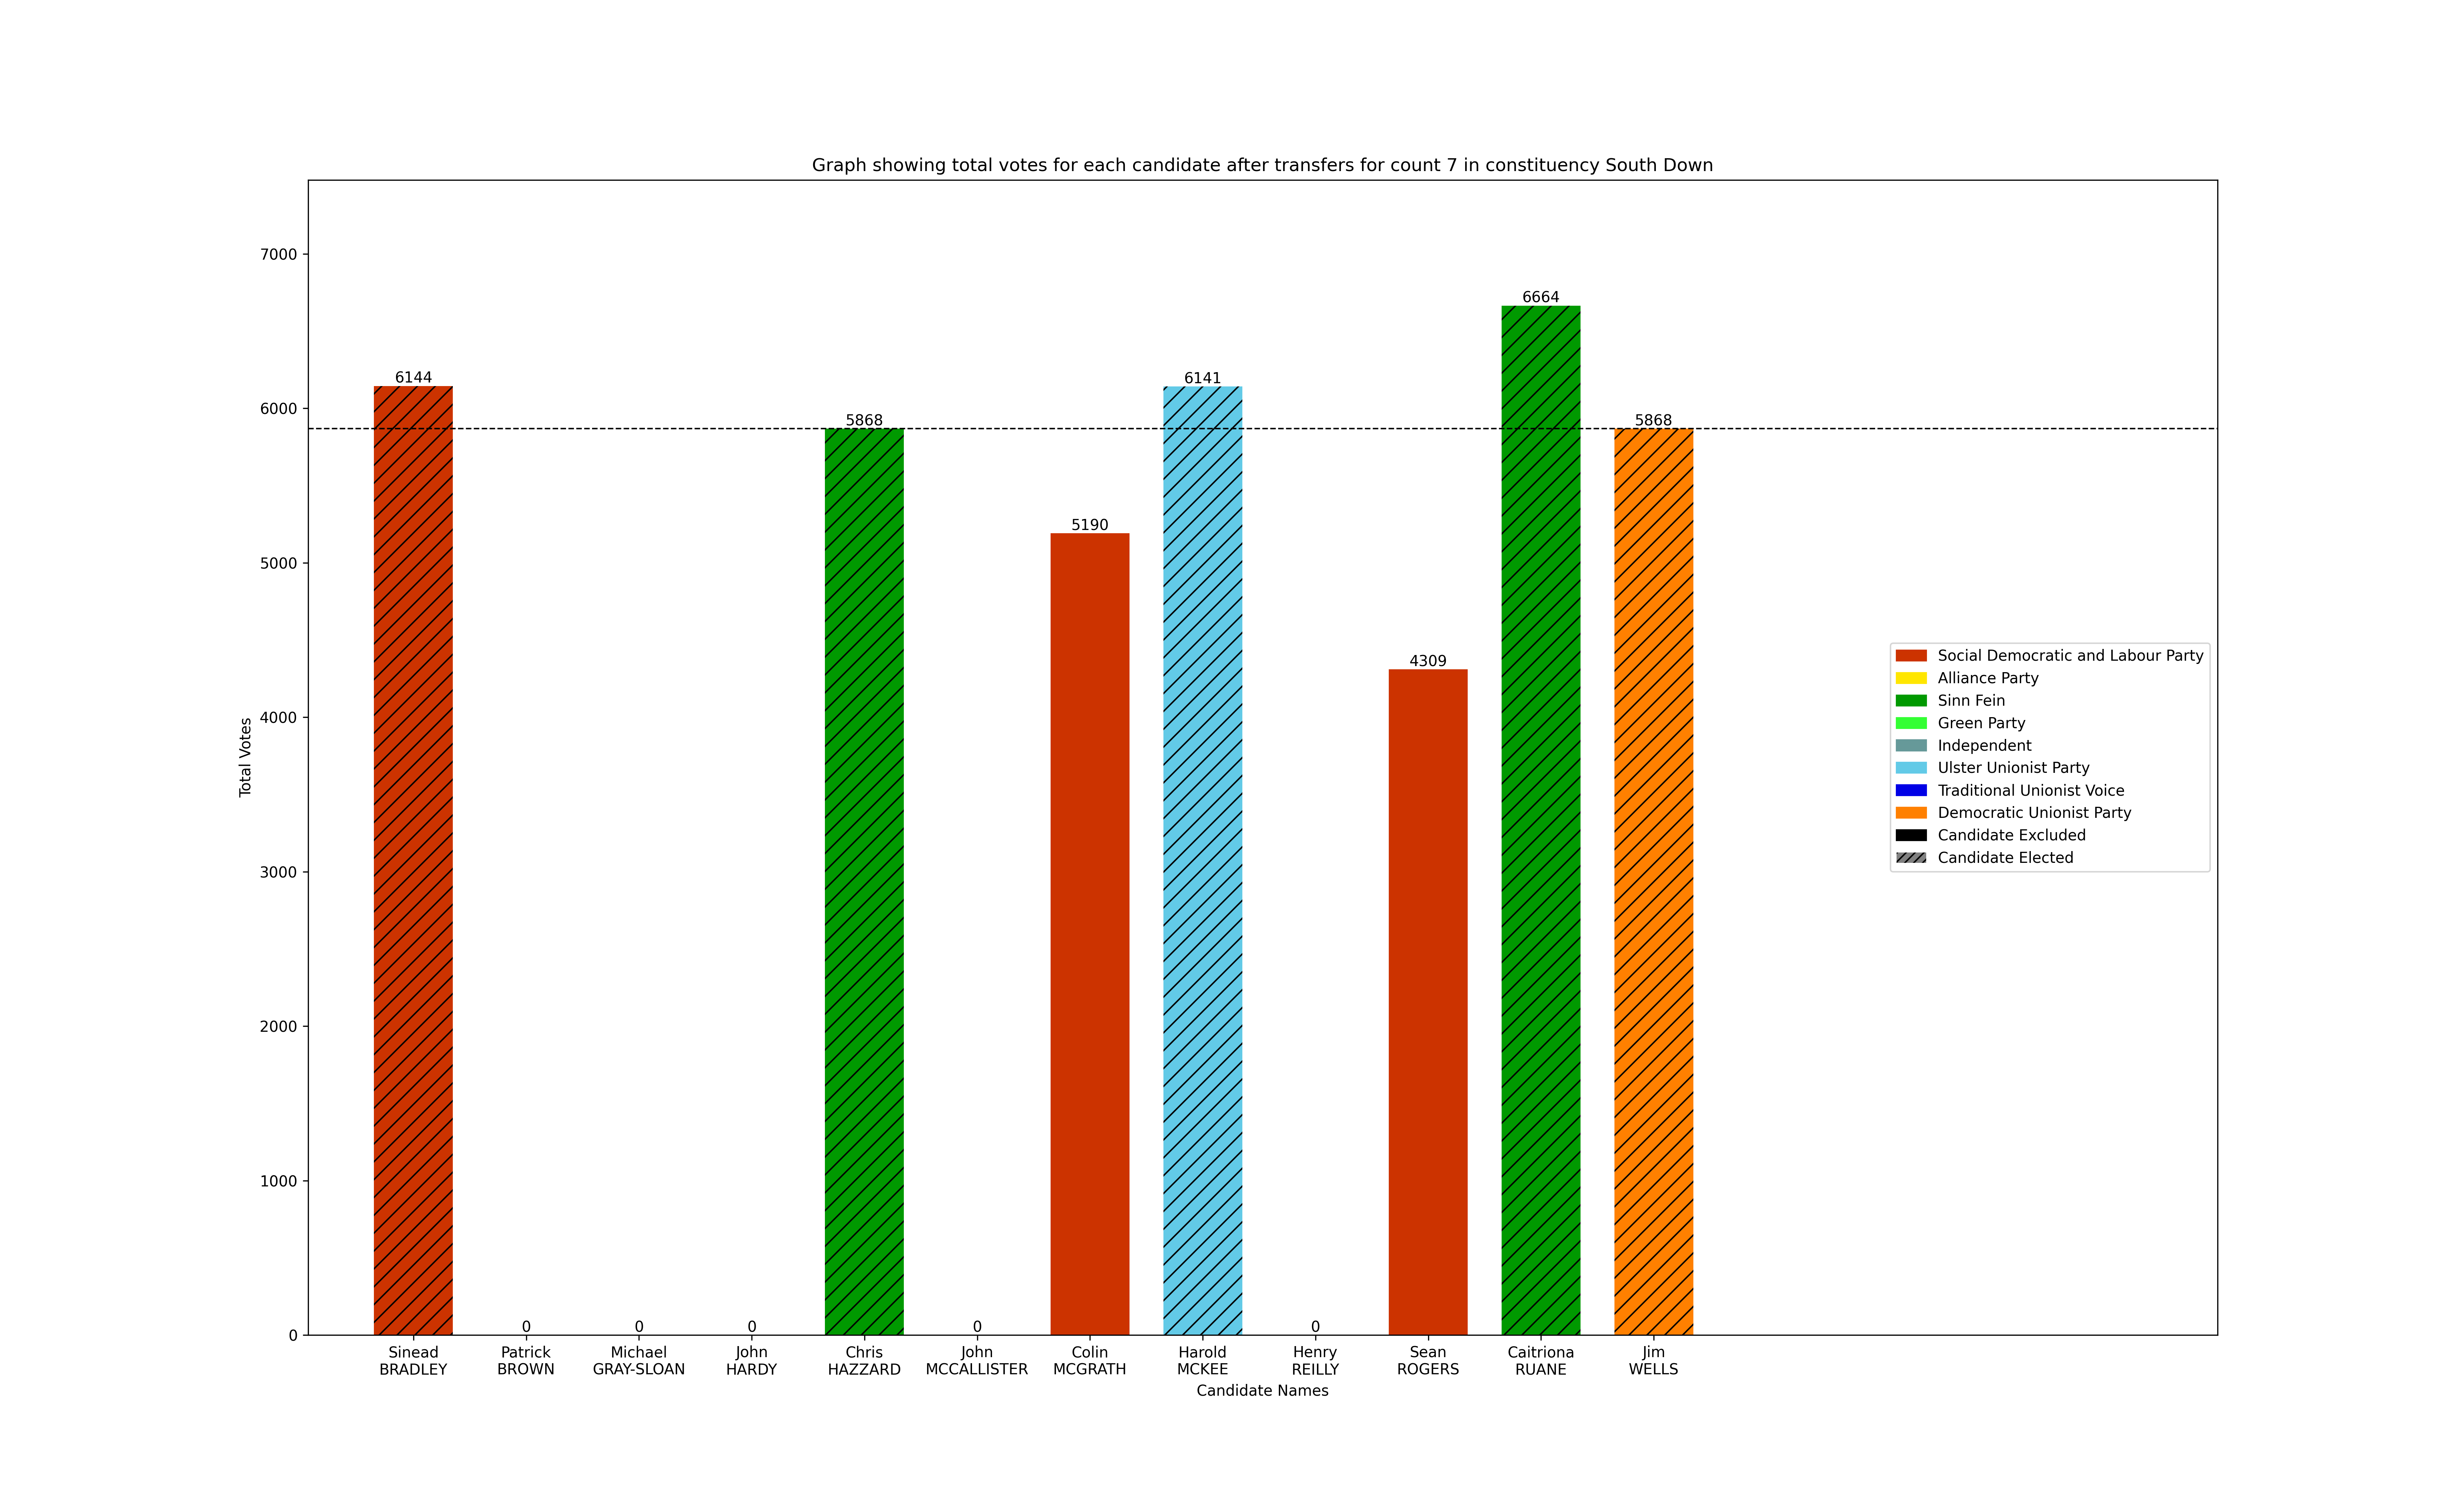 Graph showing total votes for each candidate after transfers for count 7 in constituency South Down
Total Votes
7000
6000
5000
4000
3000
2000
1000
0
6144
0
0
0
5868
0
5190
6141
0
4309
6664
5868
Sinead
BRADLEY
Patrick
BROWN
Michael
GRAY-SLOAN
John
HARDY
Chris
HAZZARD
John
MCCALLISTER
Colin
MCGRATH
Harold
MCKEE
Henry
REILLY
Sean
ROGERS
Caitriona
RUANE
Jim
WELLS
Candidate Names
Social Democratic and Labour Party
Alliance Party
Sinn Fein
Green Party
Independent
Ulster Unionist Party
Traditional Unionist Voice
Democratic Unionist Party
Candidate Excluded
Candidate Elected